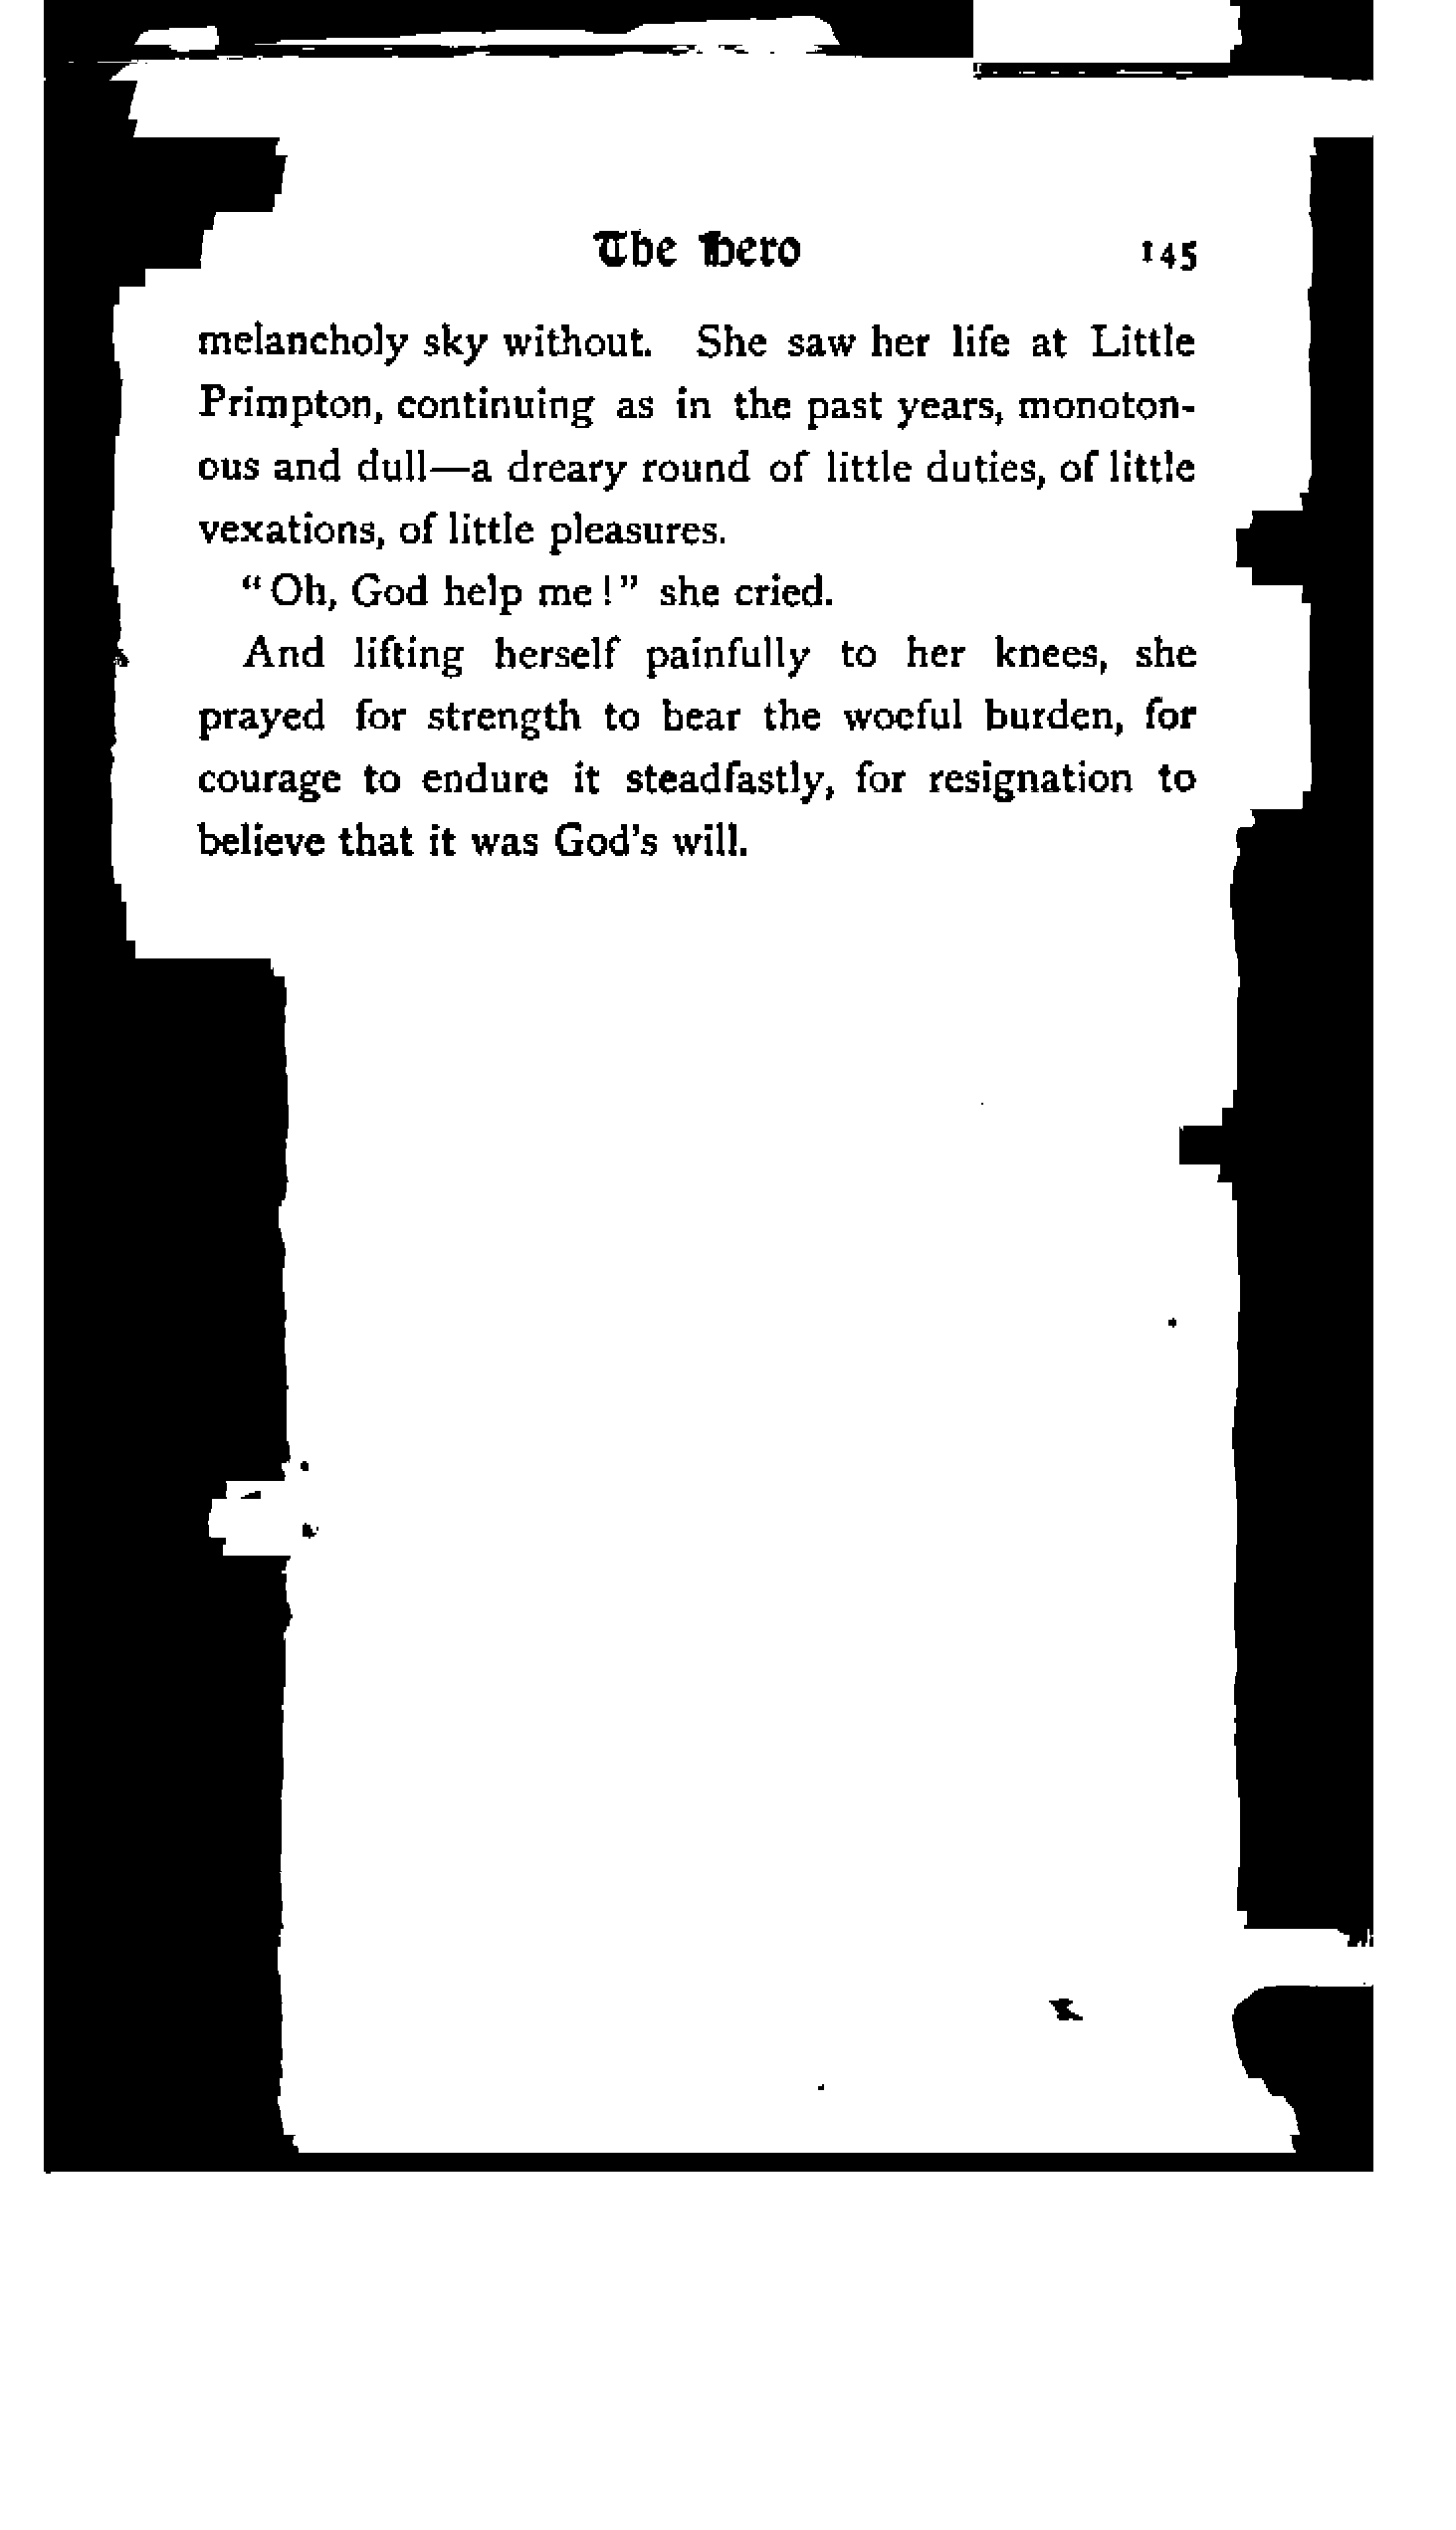 The Hero 145
melancholy sky without. She saw her life at Little
Primpton, continuing as in the past years, monoton-
ous and dull—a dreary round of little duties, of little
vexations, of little pleasures.
"Oh, God help me!" she cried.
And lifting herself painfully to her knees, she
prayed for strength to bear the woeful burden, for
courage to endure it steadfastly, for resignation to
believe that it was God's will.